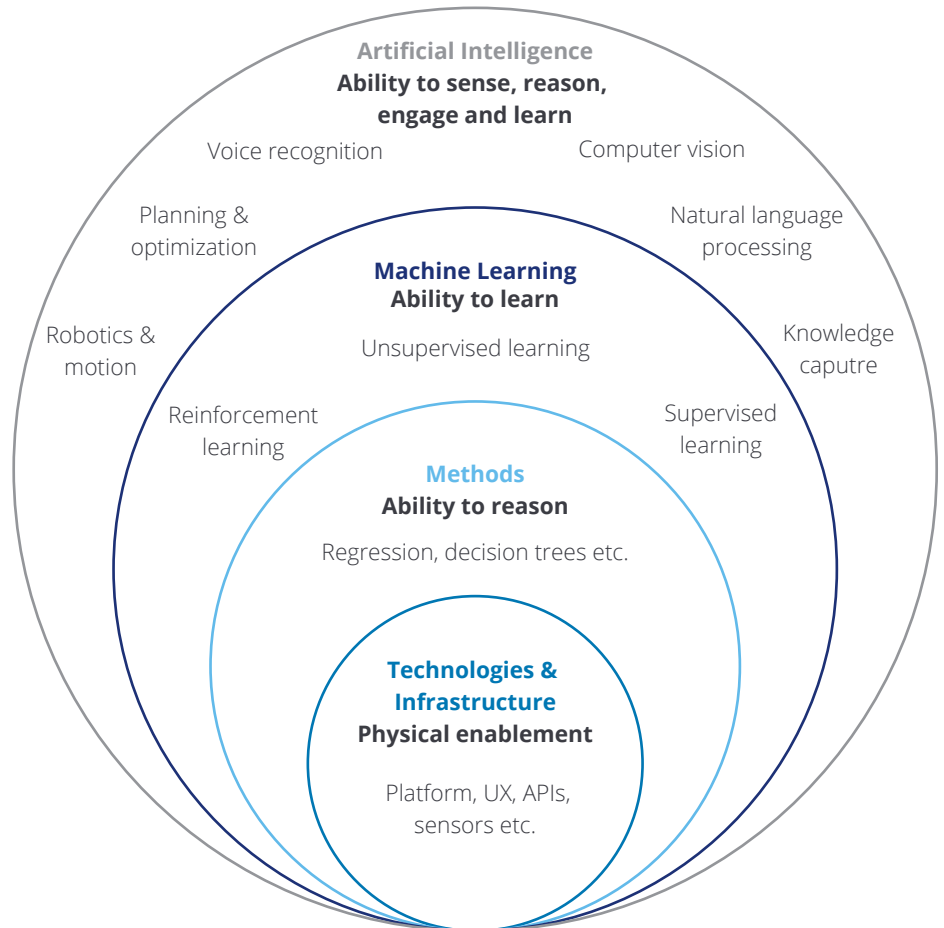 Artificial Intelligence
Ability to sense, reason,
engage and learn
Voice recognition
Computer vision
Planning &
optimization
Natural language
processing
Machine Learning
Ability to learn
Robotics &
motion
Unsupervised learning
Knowledge
caputre
Reinforcement
learning
Supervised
learning
Methods
Ability to reason
Regression, decision trees etc.
Technologies &
Infrastructure
Physical enablement
Platform, UX, APIs,
sensors etc.